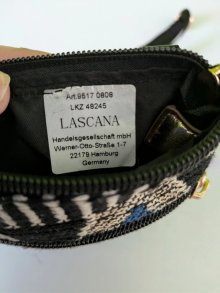 Art.9517 0808
LKZ 48245
LASCANA
Handelsgesellschaft mbH
Werner-Otto-Straße 1-7
22179 Hamburg
Germany